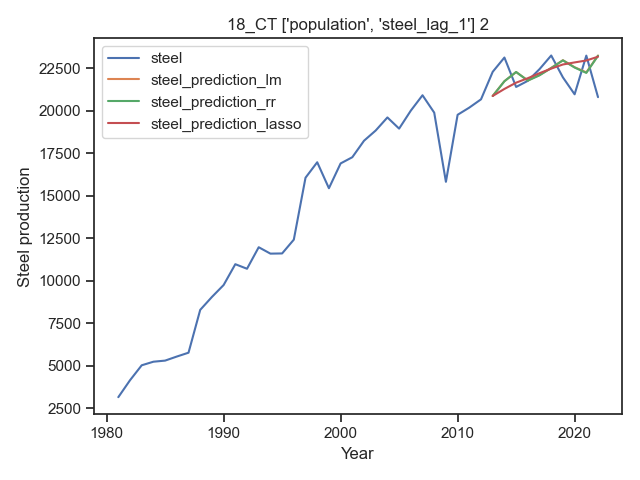 18_CT ['population', 'steel_lag_1'] 2
steel
steel_prediction_lm
steel_prediction_rr
steel_prediction_lasso
Steel production
22500
20000
17500
15000
12500
10000
7500
5000
2500
1980
1990
2000
2010
2020
Year